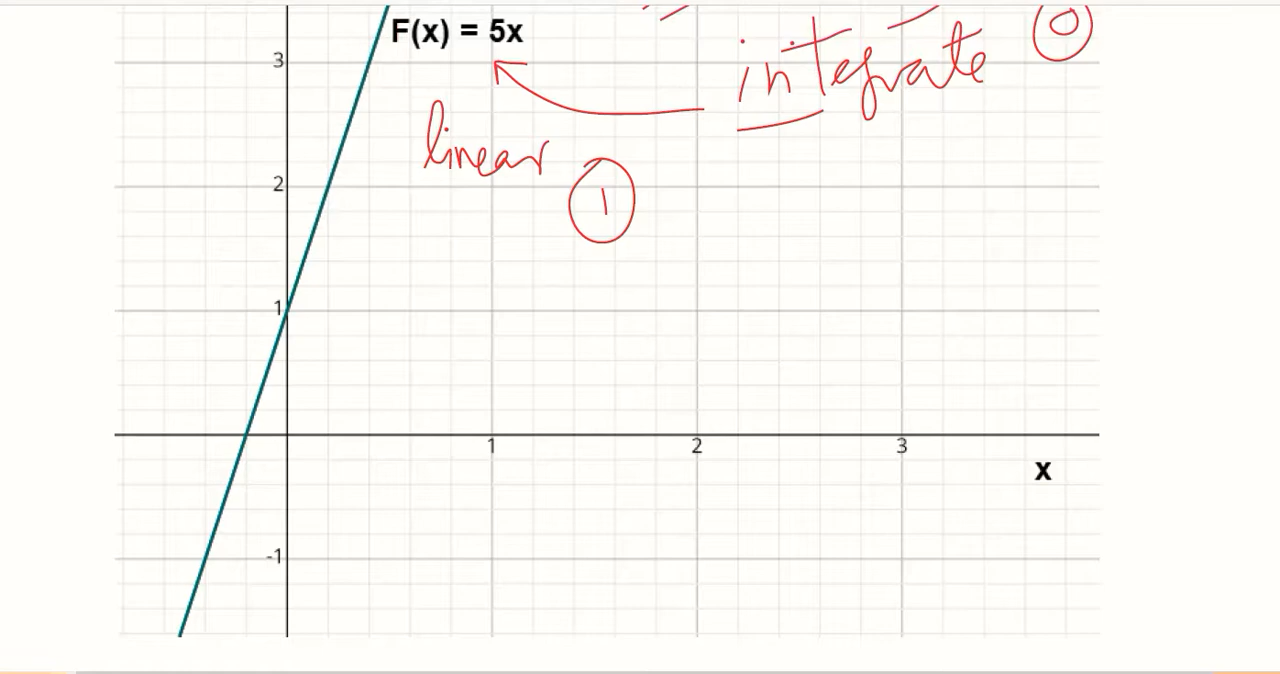 F(x) = 5x
integrate
0
linear
1
3
2
1
-1
1 2 3
x